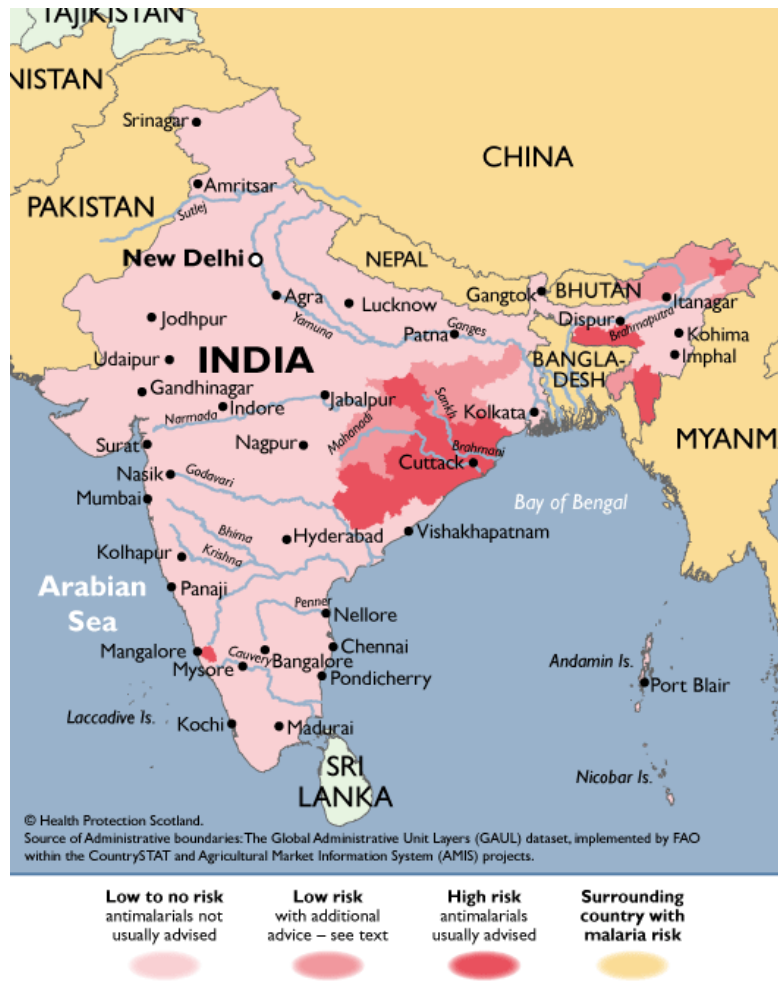 TAJIKISTAN
NISTAN
Srinagar
CHINA
Amritsar
PAKISTAN
Sutlej
New Delhi
NEPAL
Gangtok
BHUTAN
Itanagar
Agra
Lucknow
Dispur
Brahmaputra
Jodhpur
Yamuna
Patna
Ganges
Kohima
Imphal
Udaipur
INDIA
BANGLA-
DESH
Gandhinagar
Jabalpur
Sankh
Kolkata
Narmada
Indore
Mahanadi
MYANM
Surat
Nagpur
Brahmani
Cuttack
Nasik
Godavari
Mumbai
Bay of Bengal
Bhima
Hyderabad
Vishakhapatnam
Kolhapur
Krishna
Arabian
Sea
Panaji
Penner
Nellore
Mangalore
Cauvery
Bangalore
Chennai
Mysore
Pondicherry
Andamin Is.
Port Blair
Laccadive Is.
Kochi
Madurai
SRI
LANKA
Nicobar Is.
© Health Protection Scotland.
Source of Administrative boundaries: The Global Administrative Unit Layers (GAUL) dataset, implemented by FAO
within the CountrySTAT and Agricultural Market Information System (AMIS) projects.
Low to no risk
antimalarials not
usually advised
Low risk
with additional
advice – see text
High risk
antimalarials
usually advised
Surrounding
country with
malaria risk